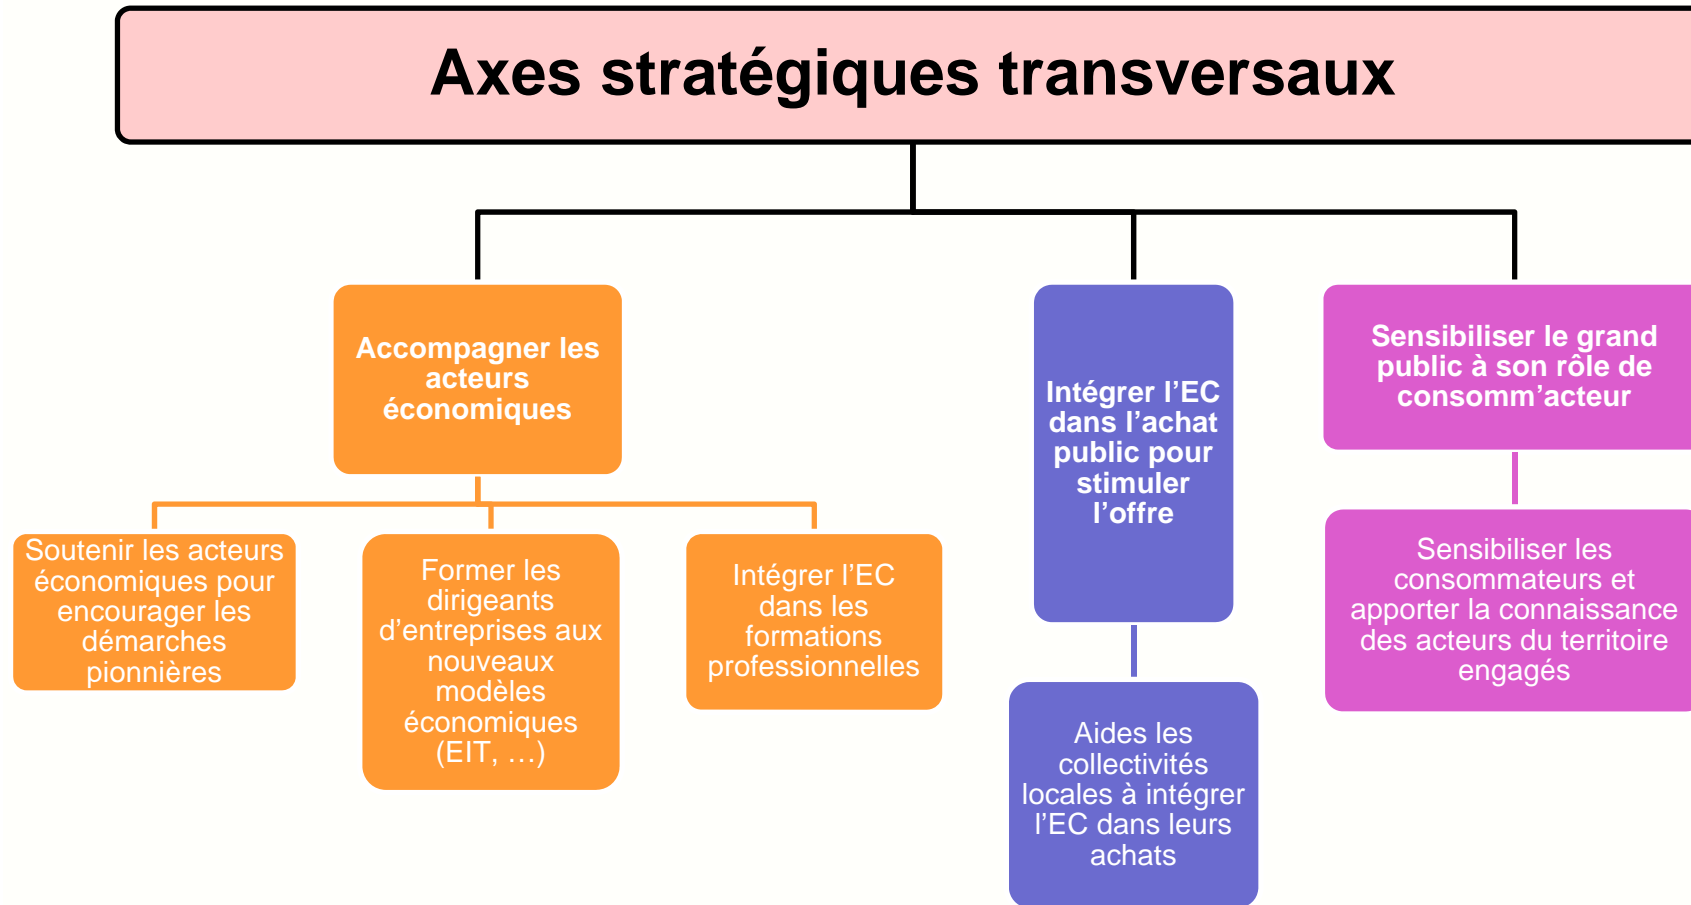 Axes stratégiques transversaux
Accompagner les
acteurs
économiques
Soutenir les acteurs
économiques pour
encourager les
démarches
pionnières
Former les
dirigeants
d’entreprises aux
nouveaux
modèles
économiques
(EIT, …)
Intégrer l’EC
dans les
formations
professionnelles
Intégrer l’EC
dans l’achat
public pour
stimuler
l’offre
Aides les
collectivités
locales à intégrer
l’EC dans leurs
achats
Sensibiliser le grand
public à son rôle de
consomm’acteur
Sensibiliser les
consommateurs et
apporter la connaissance
des acteurs du territoire
engagés